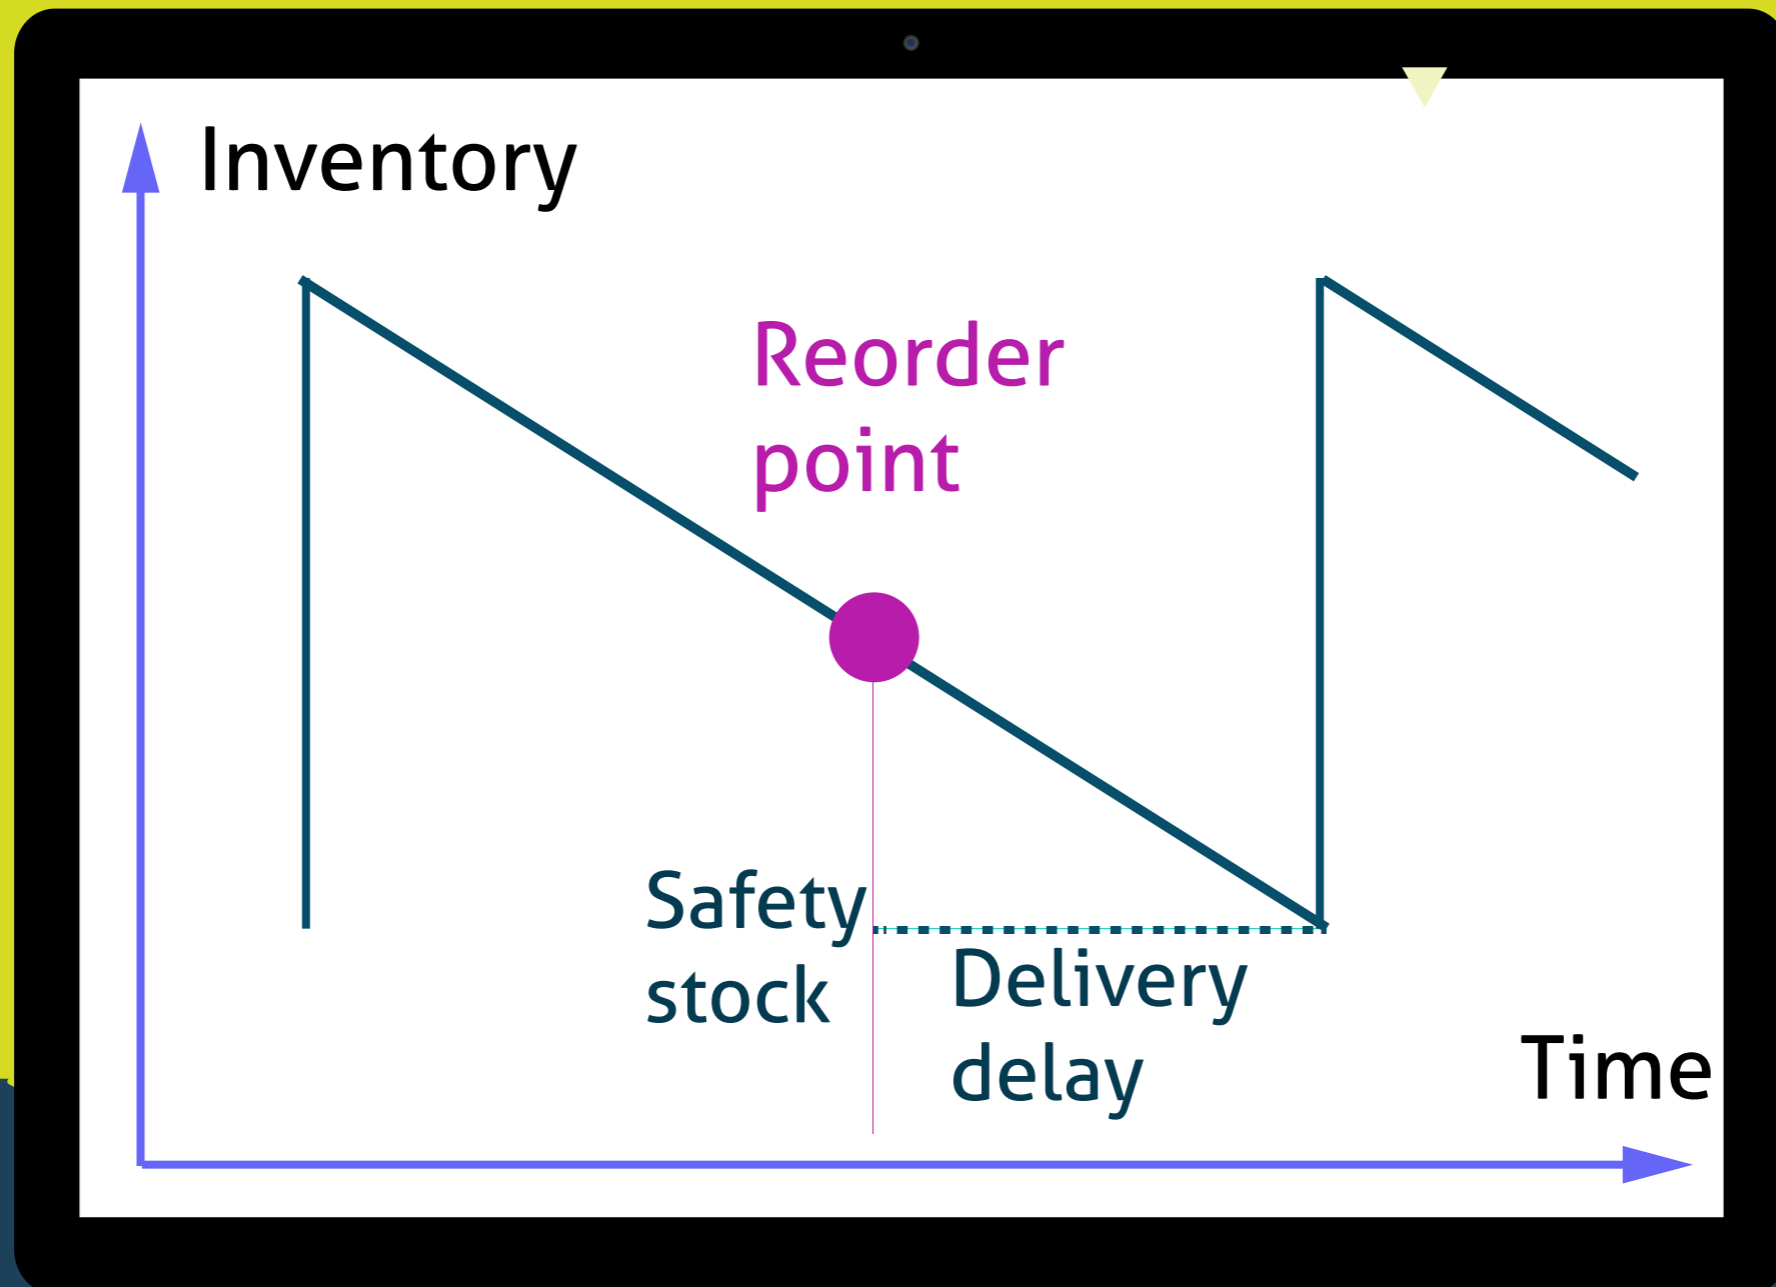 Inventory
Reorder
point
Safety
stock
Delivery
delay
Time